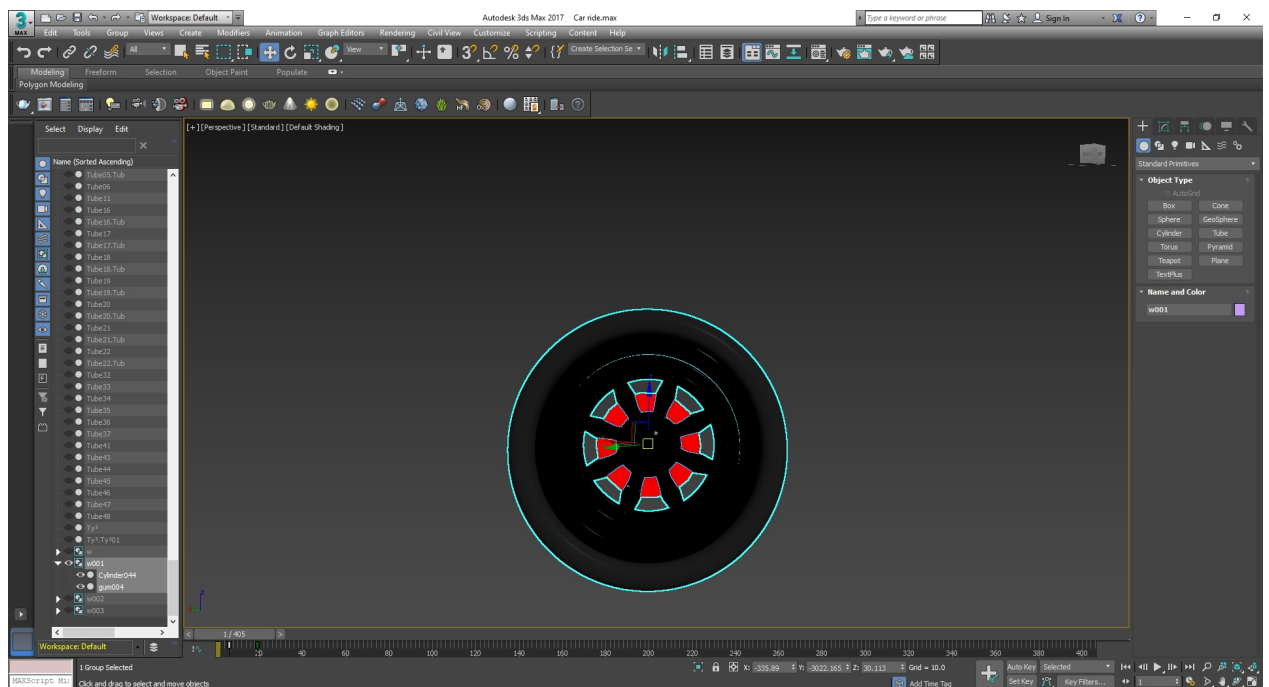 3
MAX
Workspace: Default
Autodesk 3ds Max 2017 Car ride.max
Type a keyword or phrase
Sign In
Edit Tools Group Views Create Modifiers Animation Graph Editors Rendering Civil View Customize Scripting Content Help
All
View
Create Selection Se
Modeling Freeform Selection Object Paint Populate
Polygon Modeling
Select Display Edit
[+] [Perspective ] [Standard ] [Default Shading ]
Name (Sorted Ascending)
Tube05.Tub
Tube06
Tube11
Tube16
Tube16.Tub
Tube17
Tube17.Tub
Tube18
Tube18.Tub
Tube19
Tube19.Tub
Tube20
Tube20.Tub
Tube21
Tube21.Tub
Tube22
Tube22.Tub
Tube32
Tube33
Tube34
Tube35
Tube36
Tube37
Tube41
Tube43
Tube44
Tube45
Tube46
Tube47
Tube48
Ty³
Ty³.Ty³01
w
w001
Cylinder044
gum004
w002
w003
Standard Primitives
Object Type
AutoGrid
Box Cone
Sphere GeoSphere
Cylinder Tube
Torus Pyramid
Teapot Plane
TextPlus
Name and Color
w001
1 / 405
Workspace: Default
20 40 60 80 100 120 140 160 180 200 220 240 260 280 300 320 340 360 380 400
1 Group Selected
X: -335.89 Y: -3022.165 Z: 30.113 Grid = 10.0
Auto Key Selected
MAXScript Mi
Click and drag to select and move objects
Add Time Tag
Set Key Key Filters...
1